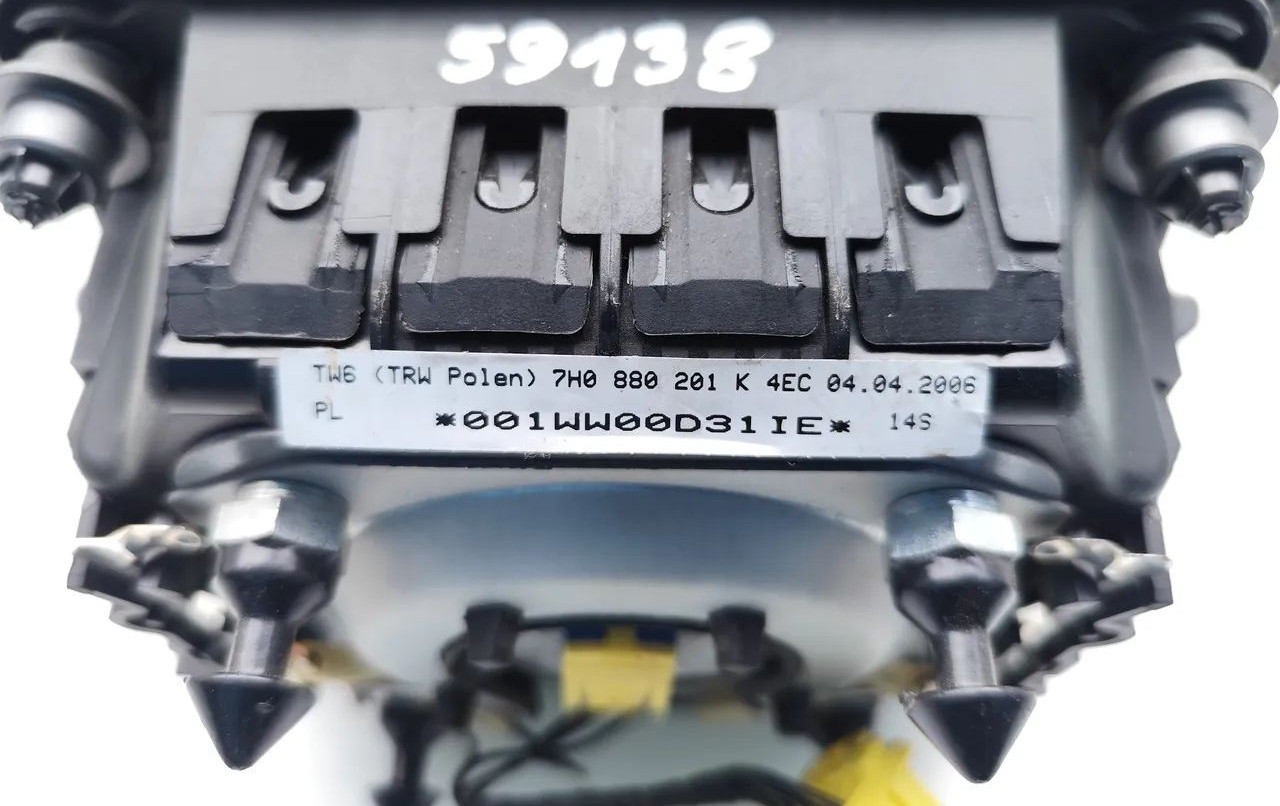 59138
TW6 (TRW Polen) 7H0 880 201 K 4EC 04.04.2006
PL *001WW00D31IE* 14S